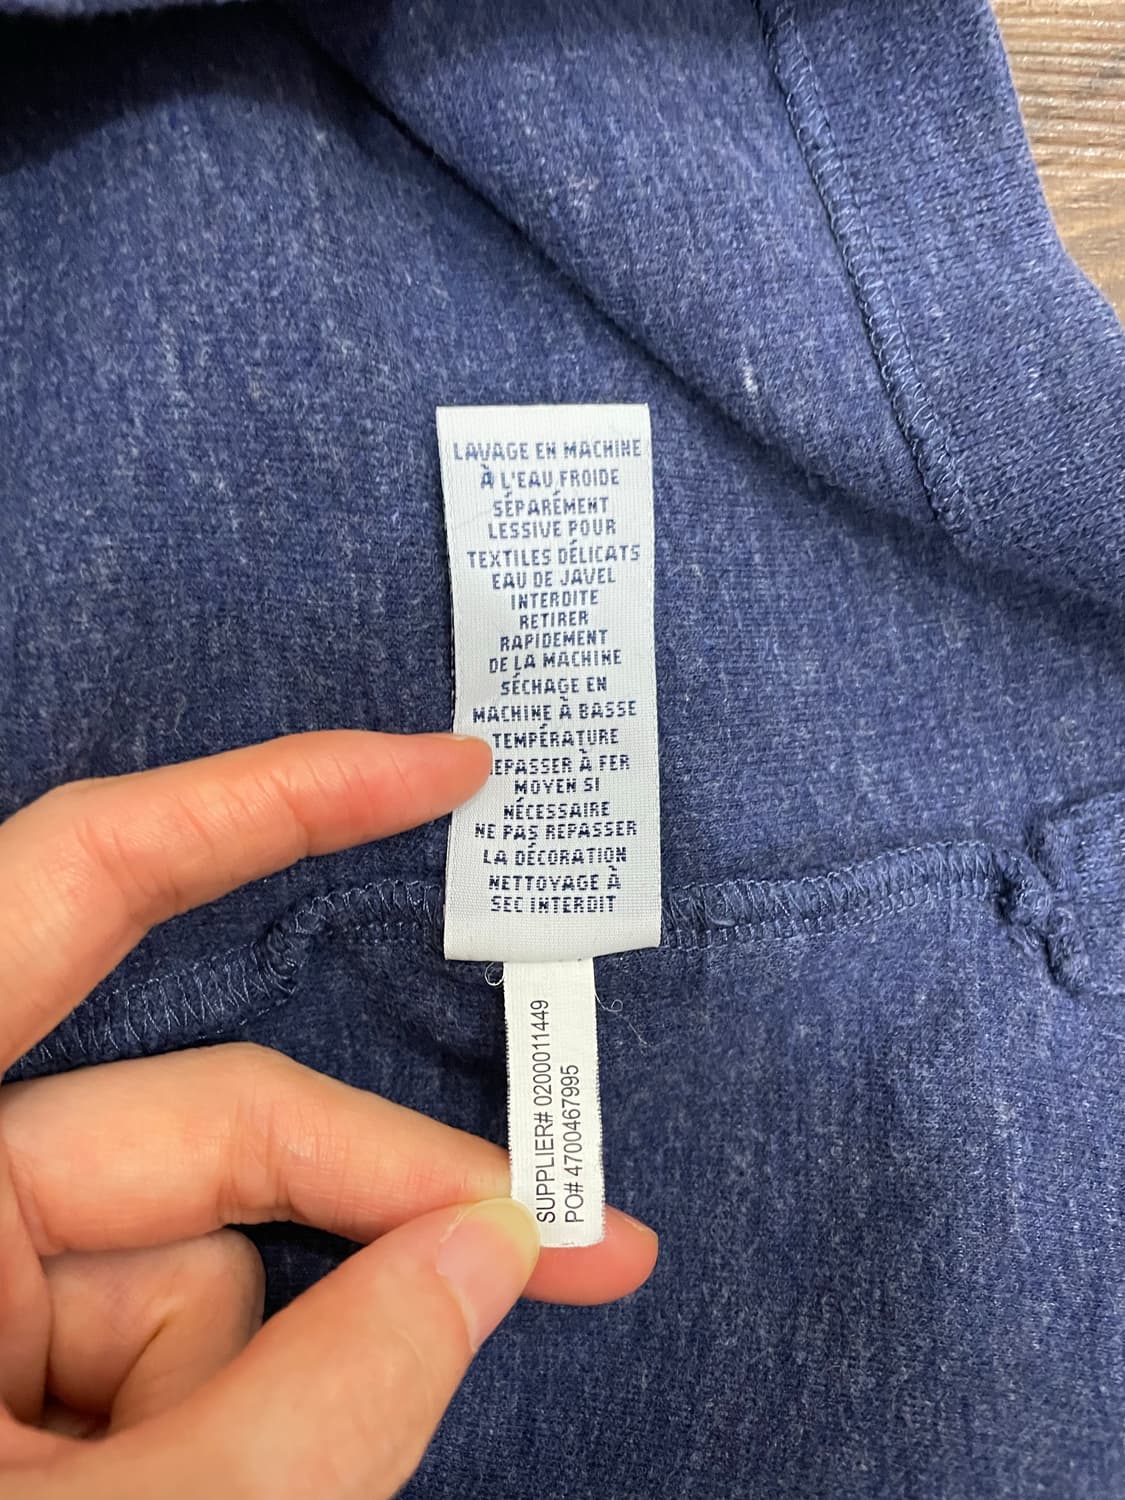 LAVAGE EN MACHINE
À L'EAU FROIDE
SÉPARÉMENT
LESSIVE POUR
TEXTILES DÉLICATS
EAU DE JAVEL
INTERDITE
RETIRER
RAPIDEMENT
DE LA MACHINE
SÉCHAGE EN
MACHINE À BASSE
TEMPÉRATURE
EPASSER À FER
MOYEN SI
NÉCESSAIRE
NE PAS REPASSER
LA DÉCORATION
NETTOYAGE À
SEC INTERDIT
SUPPLIER# 0200011449
PO# 4700467995